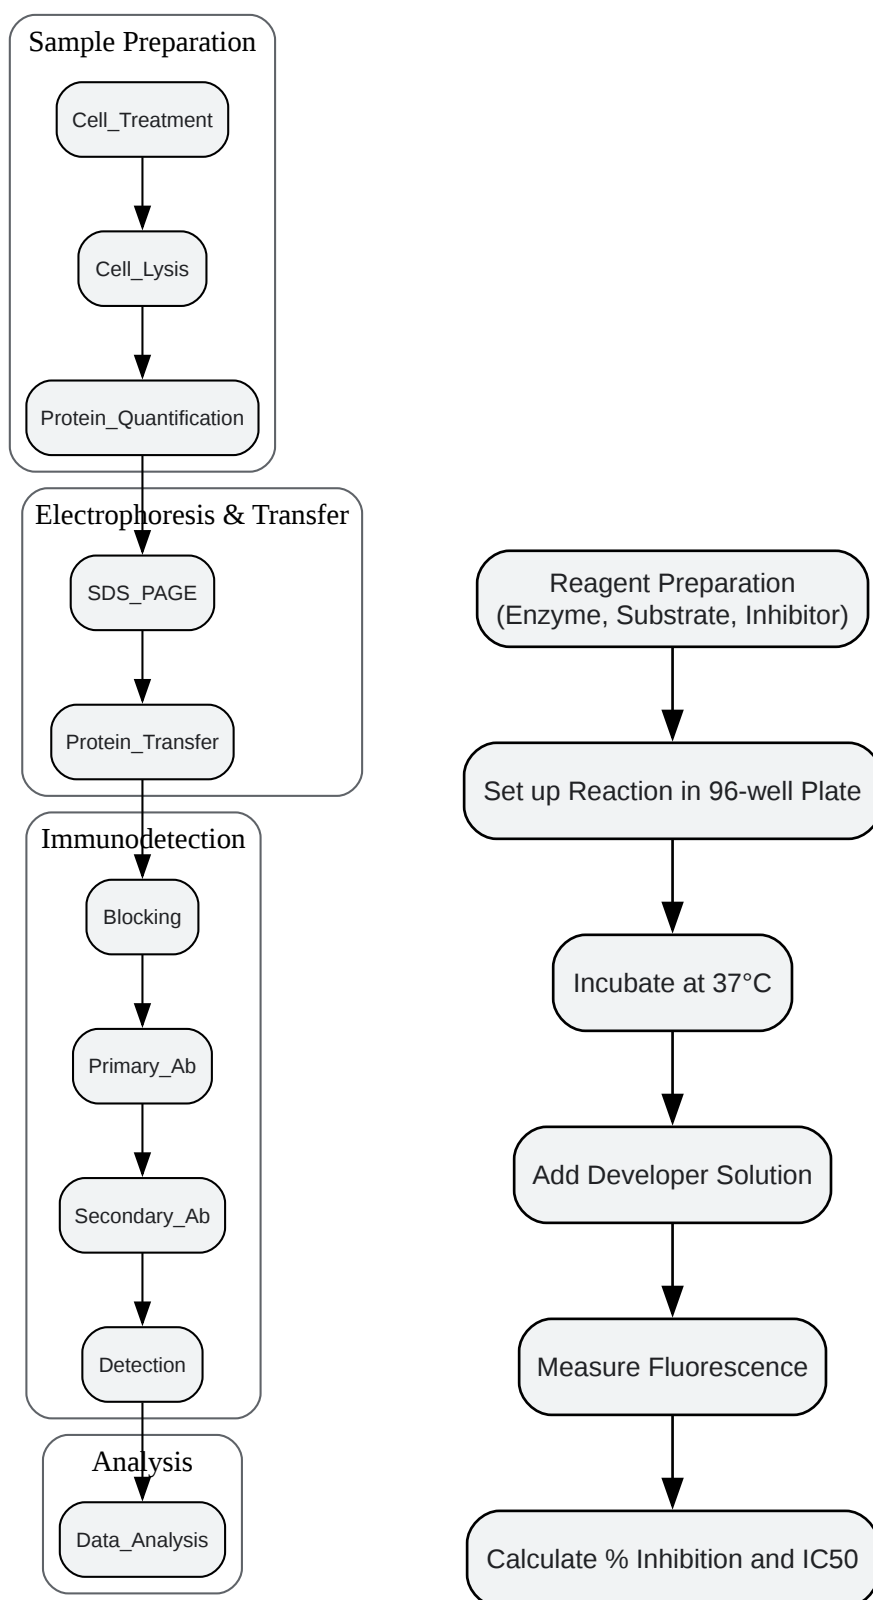 Sample Preparation
Cell_Treatment
Cell_Lysis
Protein_Quantification
Electrophoresis & Transfer
SDS_PAGE
Protein_Transfer
Immunodetection
Blocking
Primary_Ab
Secondary_Ab
Detection
Analysis
Data_Analysis
Reagent Preparation
(Enzyme, Substrate, Inhibitor)
Set up Reaction in 96-well Plate
Incubate at 37°C
Add Developer Solution
Measure Fluorescence
Calculate % Inhibition and IC50